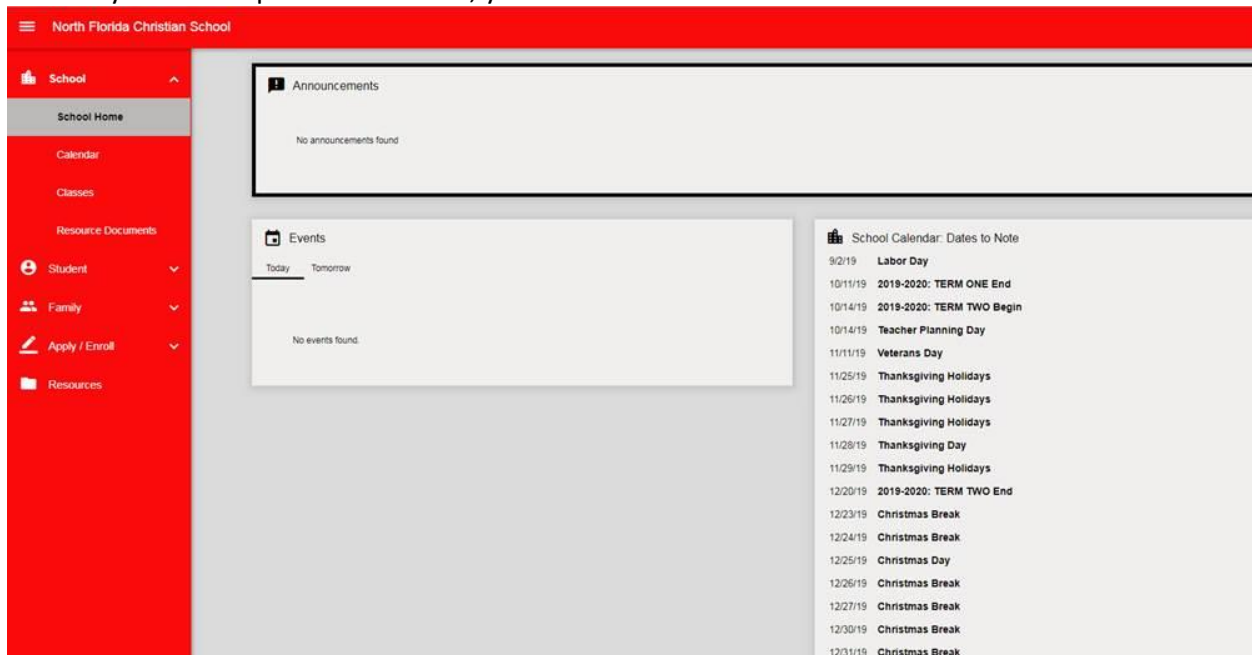 North Florida Christian School
School
School Home
Calendar
Classes
Resource Documents
Student
Family
Apply / Enroll
Resources
Announcements
No announcements found
Events
Today Tomorrow
No events found.
School Calendar: Dates to Note
9/2/19 Labor Day
10/11/19 2019-2020: TERM ONE End
10/14/19 2019-2020: TERM TWO Begin
10/14/19 Teacher Planning Day
11/11/19 Veterans Day
11/25/19 Thanksgiving Holidays
11/26/19 Thanksgiving Holidays
11/27/19 Thanksgiving Holidays
11/28/19 Thanksgiving Day
11/29/19 Thanksgiving Holidays
12/20/19 2019-2020: TERM TWO End
12/23/19 Christmas Break
12/24/19 Christmas Break
12/25/19 Christmas Day
12/26/19 Christmas Break
12/27/19 Christmas Break
12/30/19 Christmas Break
12/31/19 Christmas Break